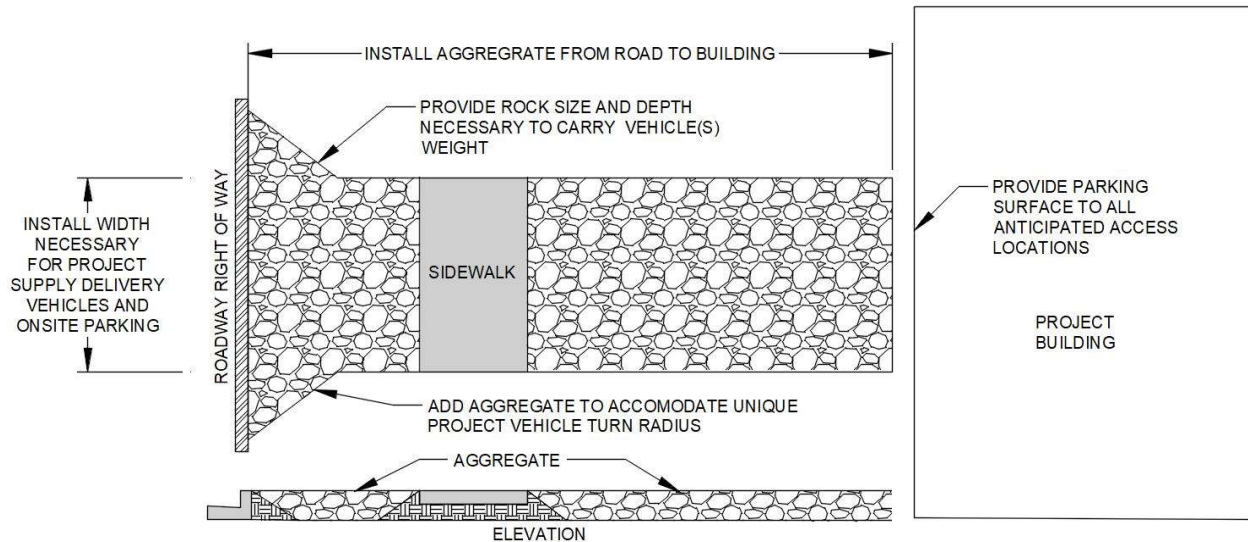 INSTALL AGGREGRATE FROM ROAD TO BUILDING
PROVIDE ROCK SIZE AND DEPTH
NECESSARY TO CARRY VEHICLE(S)
WEIGHT
INSTALL WIDTH
NECESSARY
FOR PROJECT
SUPPLY DELIVERY
VEHICLES AND
ONSITE PARKING
ROADWAY RIGHT OF WAY
SIDEWALK
PROVIDE PARKING
SURFACE TO ALL
ANTICIPATED ACCESS
LOCATIONS
PROJECT
BUILDING
ADD AGGREGATE TO ACCOMODATE UNIQUE
PROJECT VEHICLE TURN RADIUS
AGGREGATE
ELEVATION